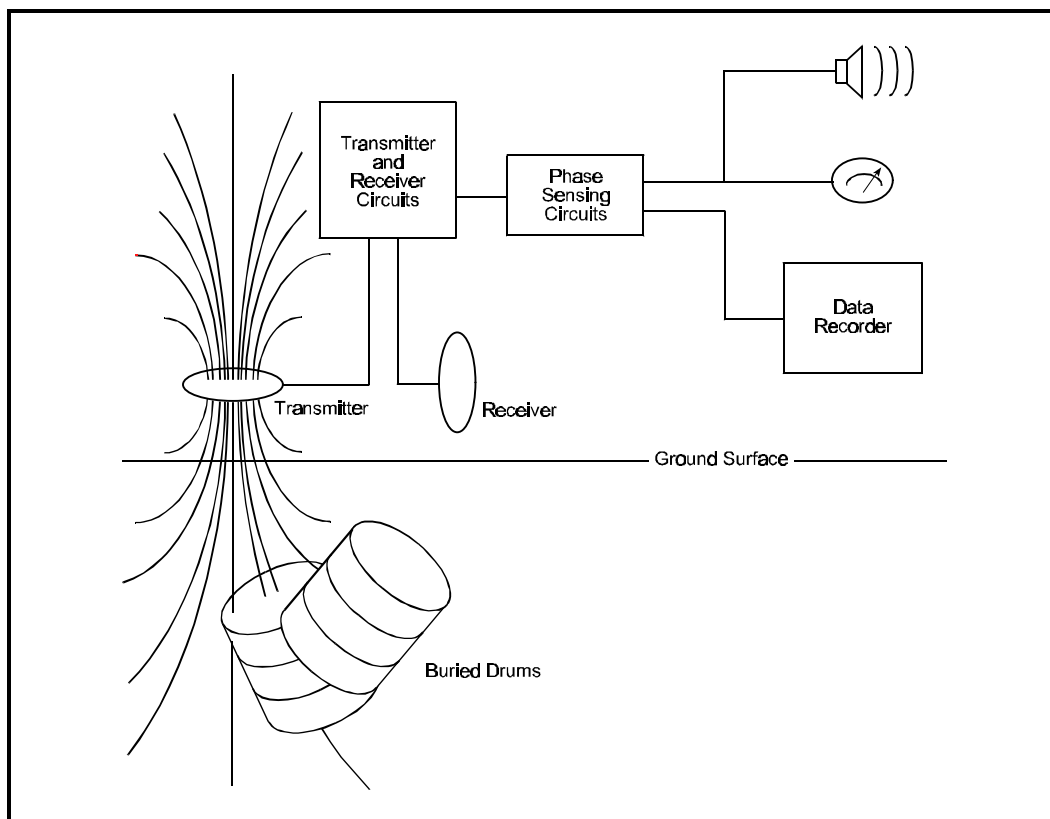 Transmitter
and
Receiver
Circuits
Phase
Sensing
Circuits
Data
Recorder
Transmitter
Receiver
Ground Surface
Buried Drums